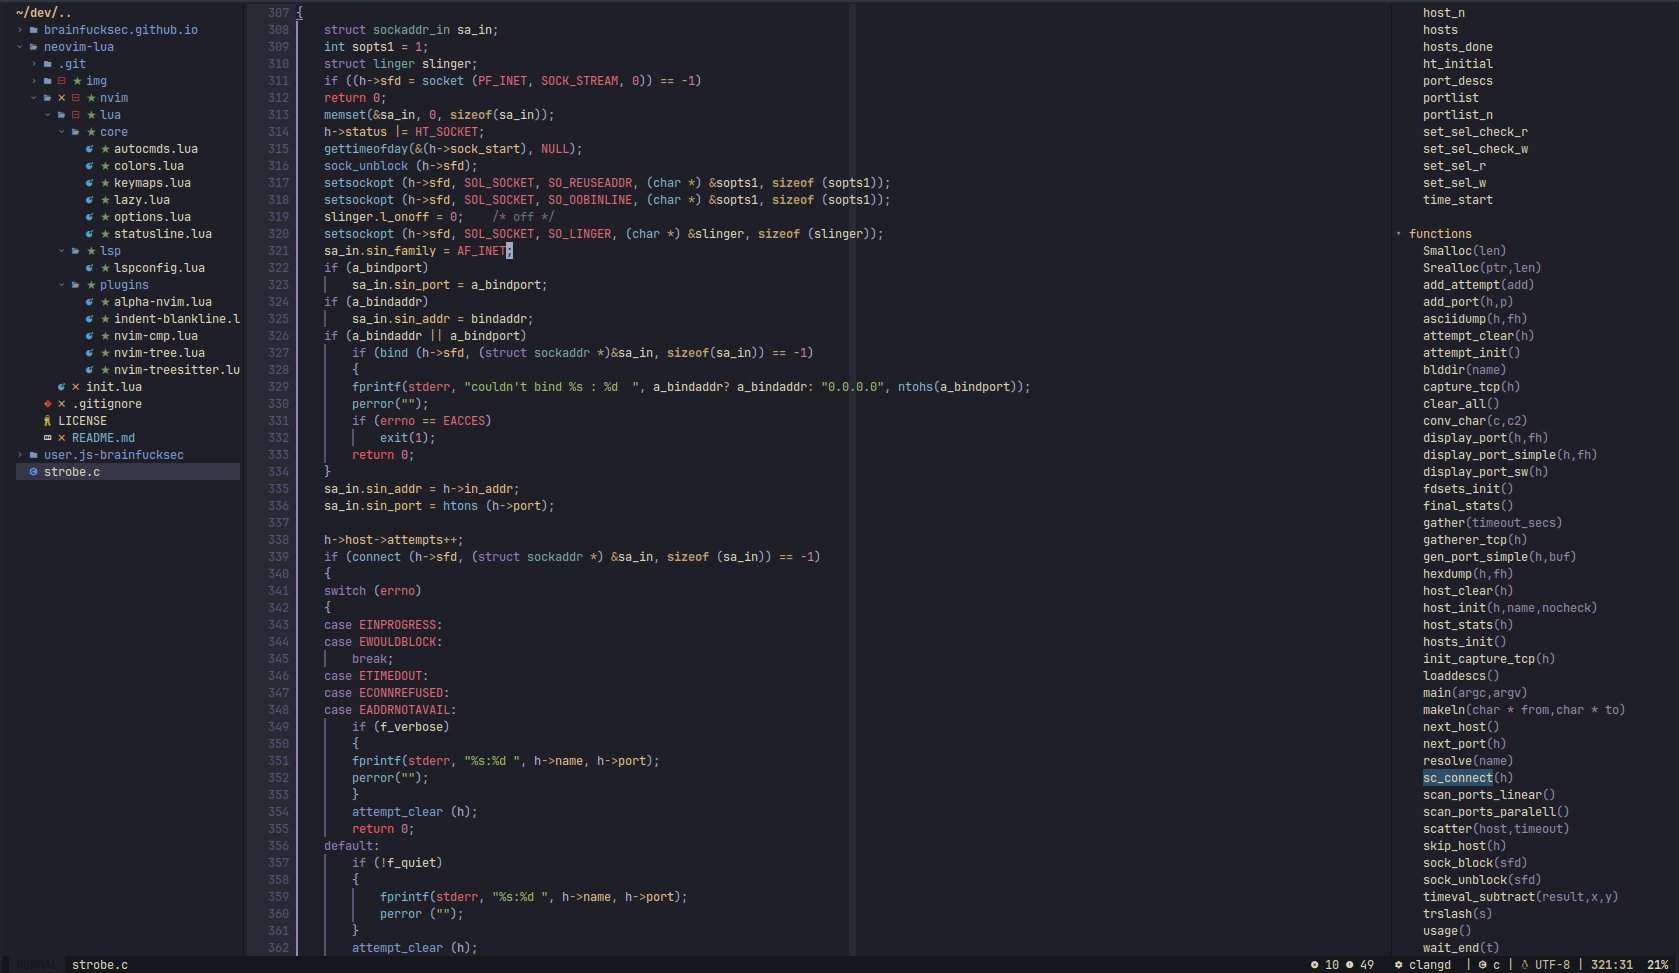 ~/dev/..
brainfucksec.github.io
neovim-lua
.git
img
nvim
lua
core
autocmds.lua
colors.lua
keymaps.lua
lazy.lua
options.lua
statusline.lua
lsp
lspconfig.lua
plugins
alpha-nvim.lua
indent-blankline.l
nvim-cmp.lua
nvim-tree.lua
nvim-treesitter.lu
init.lua
.gitignore
LICENSE
README.md
user.js-brainfucksec
strobe.c
307 {
308 struct sockaddr_in sa_in;
309 int sopts1 = 1;
310 struct linger slinger;
311 if ((h->sfd = socket (PF_INET, SOCK_STREAM, 0)) == -1)
312 return 0;
313 memset(&sa_in, 0, sizeof(sa_in));
314 h->status |= HT_SOCKET;
315 gettimeofday(&(h->sock_start), NULL);
316 sock_unblock (h->sfd);
317 setsockopt (h->sfd, SOL_SOCKET, SO_REUSEADDR, (char *) &sopts1, sizeof (sopts1));
318 setsockopt (h->sfd, SOL_SOCKET, SO_OOBINLINE, (char *) &sopts1, sizeof (sopts1));
319 slinger.l_onoff = 0;    /* off */
320 setsockopt (h->sfd, SOL_SOCKET, SO_LINGER, (char *) &slinger, sizeof (slinger));
321 sa_in.sin_family = AF_INET;
322 if (a_bindport)
323 sa_in.sin_port = a_bindport;
324 if (a_bindaddr)
325 sa_in.sin_addr = bindaddr;
326 if (a_bindaddr || a_bindport)
327 if (bind (h->sfd, (struct sockaddr *)&sa_in, sizeof(sa_in)) == -1)
328 {
329 fprintf(stderr, "couldn't bind %s : %d  ", a_bindaddr? a_bindaddr: "0.0.0.0", ntohs(a_bindport));
330 perror("");
331 if (errno == EACCES)
332 exit(1);
333 return 0;
334 }
335 sa_in.sin_addr = h->in_addr;
336 sa_in.sin_port = htons (h->port);
337
338 h->host->attempts++;
339 if (connect (h->sfd, (struct sockaddr *) &sa_in, sizeof (sa_in)) == -1)
340 {
341 switch (errno)
342 {
343 case EINPROGRESS:
344 case EWOULDBLOCK:
345 break;
346 case ETIMEDOUT:
347 case ECONNREFUSED:
348 case EADDRNOTAVAIL:
349 if (f_verbose)
350 {
351 fprintf(stderr, "%s:%d ", h->name, h->port);
352 perror("");
353 }
354 attempt_clear (h);
355 return 0;
356 default:
357 if (!f_quiet)
358 {
359 fprintf(stderr, "%s:%d ", h->name, h->port);
360 perror ("");
361 }
362 attempt_clear (h);
host_n
hosts
hosts_done
ht_initial
port_descs
portlist
portlist_n
set_sel_check_r
set_sel_check_w
set_sel_r
set_sel_w
time_start
functions
Smalloc(len)
Srealloc(ptr,len)
add_attempt(add)
add_port(h,p)
asciidump(h,fh)
attempt_clear(h)
attempt_init()
blddir(name)
capture_tcp(h)
clear_all()
conv_char(c,c2)
display_port(h,fh)
display_port_simple(h,fh)
display_port_sw(h)
fdsets_init()
final_stats()
gather(timeout_secs)
gatherer_tcp(h)
gen_port_simple(h,buf)
hexdump(h,fh)
host_clear(h)
host_init(h,name,nocheck)
host_stats(h)
hosts_init()
init_capture_tcp(h)
loaddescs()
main(argc,argv)
makeln(char * from,char * to)
next_host()
next_port(h)
resolve(name)
sc_connect(h)
scan_ports_linear()
scan_ports_paralell()
scatter(host,timeout)
skip_host(h)
sock_block(sfd)
sock_unblock(sfd)
timeval_subtract(result,x,y)
trslash(s)
usage()
wait_end(t)
NORMAL strobe.c 10 49 clangd | c | UTF-8 | 321:31 21%